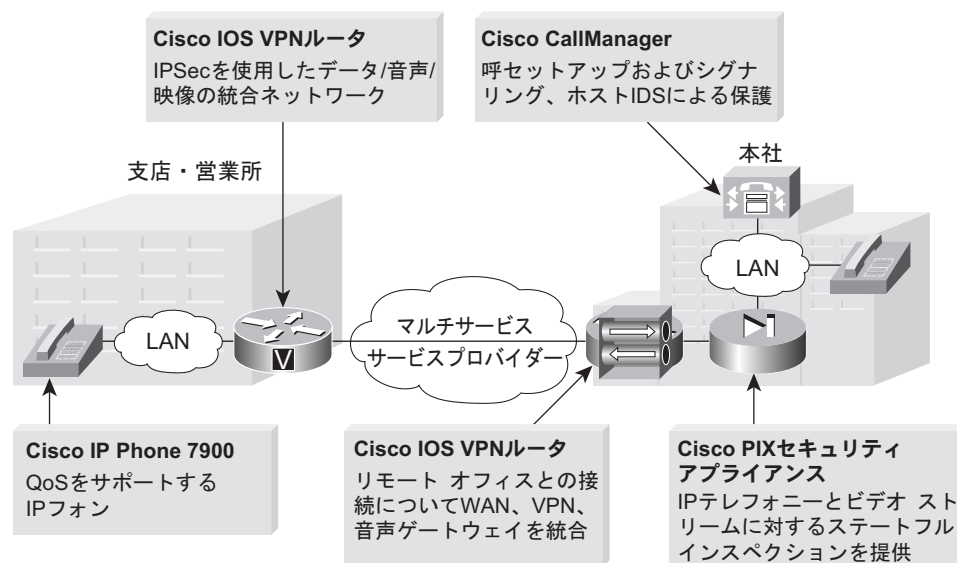 Cisco IOS VPNルータ
IPSecを使用したデータ/音声/
映像の統合ネットワーク
Cisco CallManager
呼セットアップおよびシグナ
リング、ホストIDSによる保護
支店・営業所
本社
LAN
LAN
V
マルチサービス
サービスプロバイダー
Cisco IP Phone 7900
QoSをサポートする
IPフォン
Cisco IOS VPNルータ
リモート オフィスとの接
続についてWAN、VPN、
音声ゲートウェイを統合
Cisco PIXセキュリティ
アプライアンス
IPテレフォニーとビデオ スト
リームに対するステートフル
インスペクションを提供